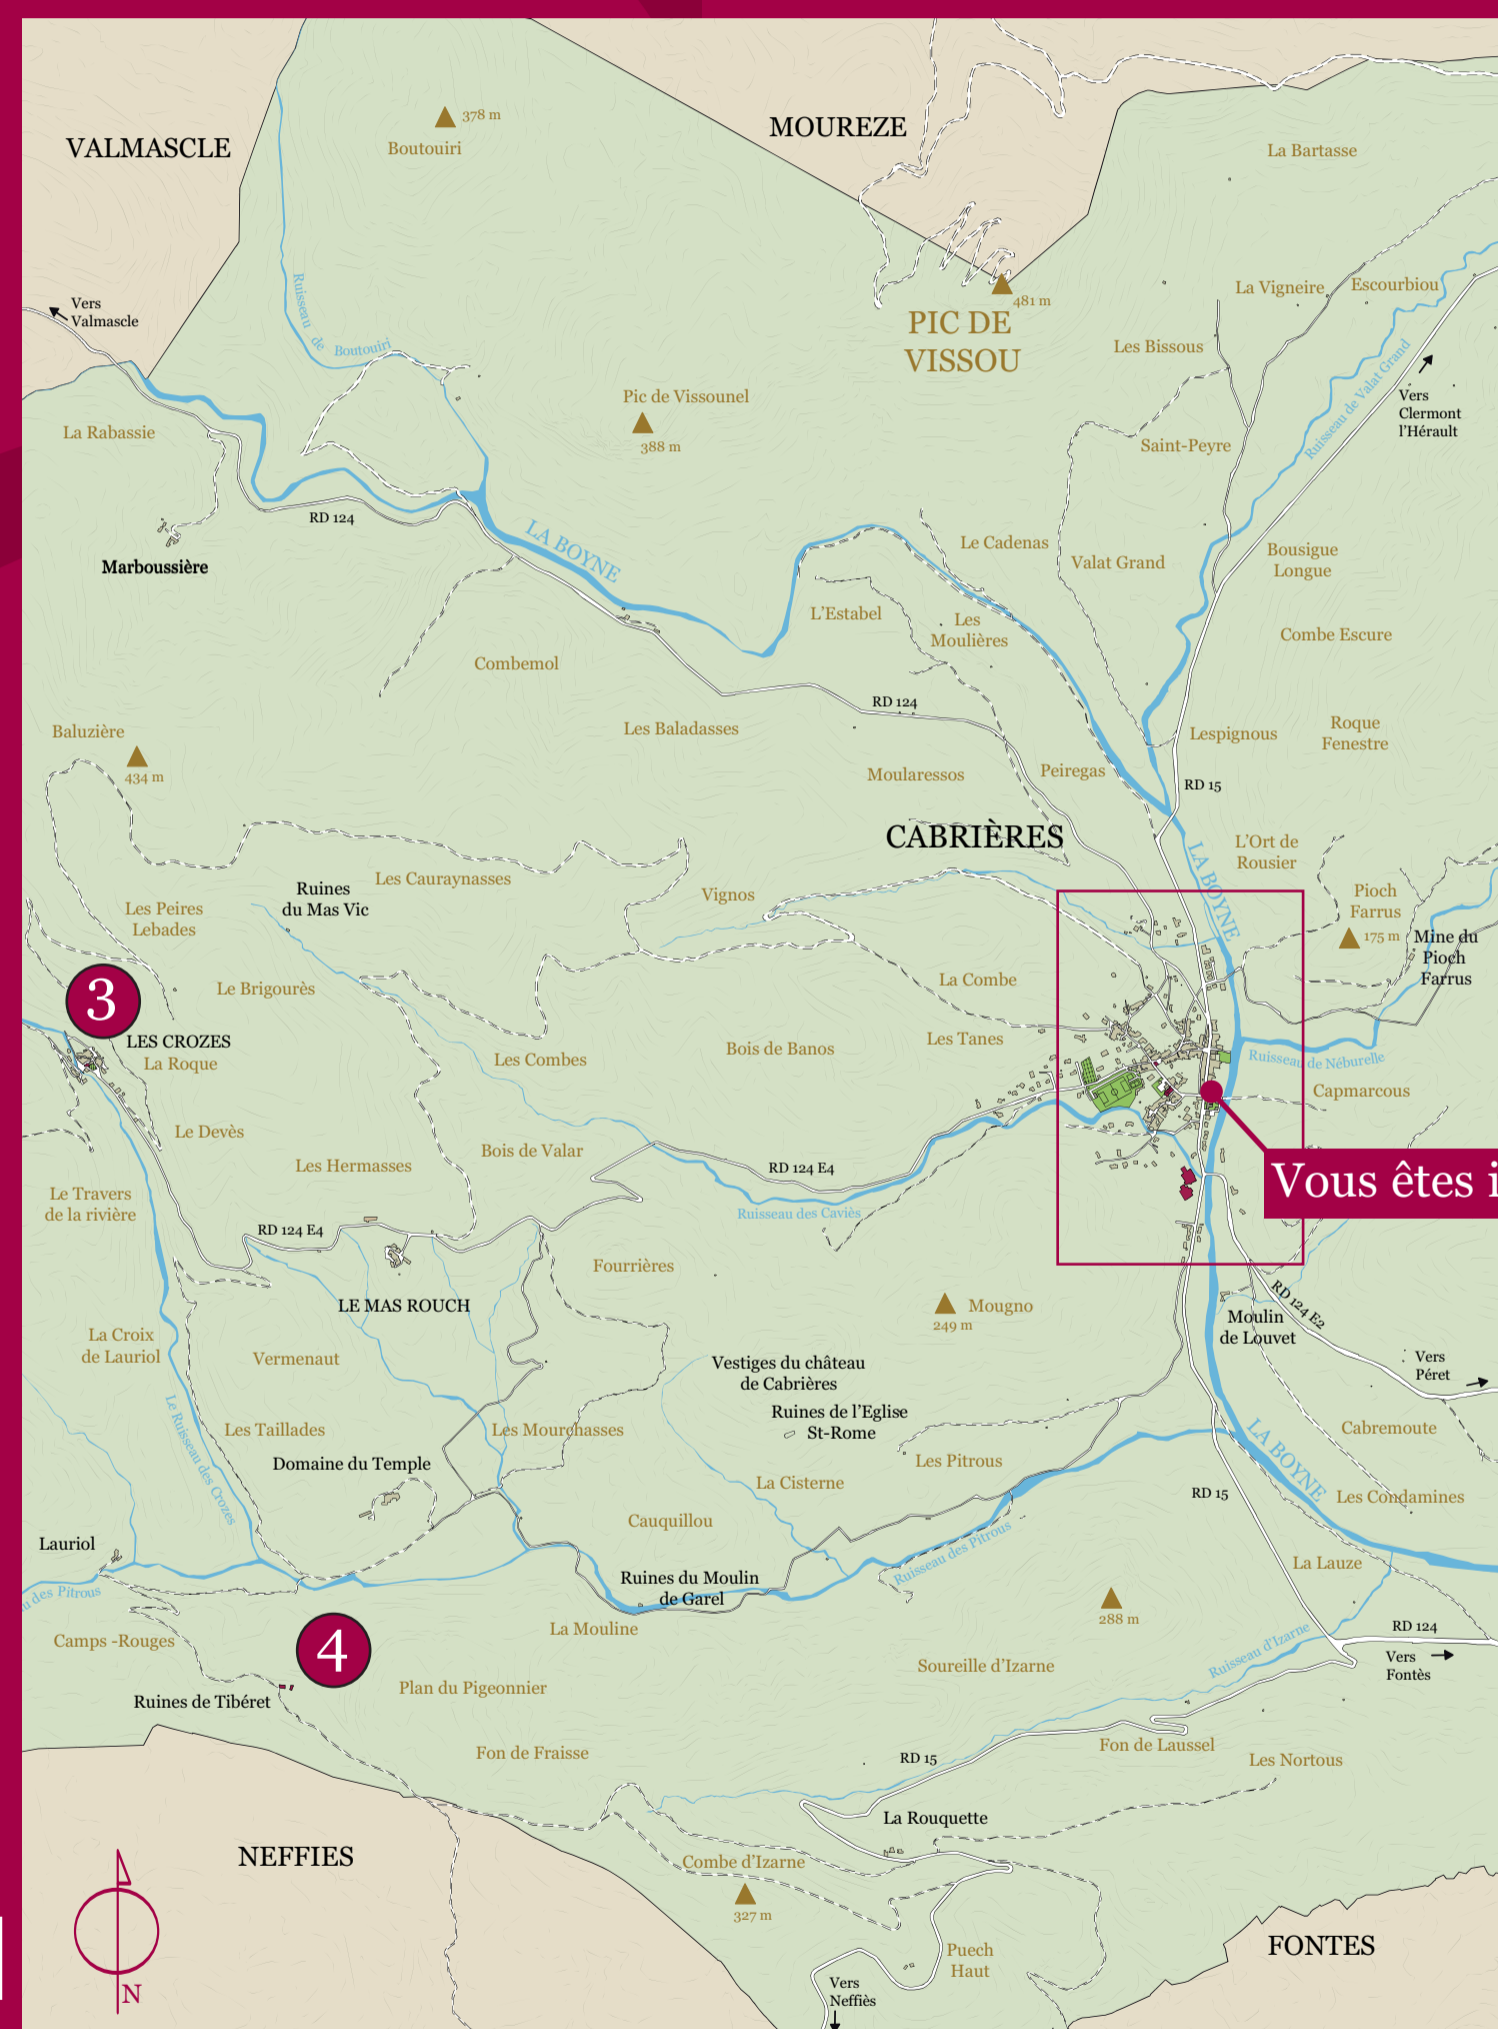 VALMASCLE
378 m
Boutouiri
MOUREZE
La Bartasse
Vers
Valmascle
Ruisseau de Boutouiri
481 m
PIC DE
VISSOU
La Vigneire
Escourbiou
Les Bissous
Ruisseau de Valat Grand
Vers
Clermont
l'Hérault
La Rabassie
Pic de Vissounel
388 m
Saint-Peyre
RD 124
Marboussière
LA BOYNE
Le Cadenas
Valat Grand
Bousigue
Longue
L'Estabel
Les
Moulières
Combe Escure
Combemol
RD 124
Baluzière
434 m
Les Baladasses
Lespignous
Roque
Fenestre
Moularessos
Peiregas
RD 15
CABRIÈRES
LA BOYNE
L'Ort de
Rousier
Ruines
du Mas Vic
Les Cauraynasses
Vignos
Les Peires
Lebades
Pioch
Farrus
175 m
Mine du
Pioch
Farrus
3
Le Brigourès
La Combe
LES CROZES
La Roque
Les Combes
Bois de Banos
Les Tanes
Ruisseau de Néburelle
Capmarcous
Le Devès
Les Hermasses
Bois de Valar
RD 124 E4
Vous êtes i
Le Travers
de la rivière
RD 124 E4
Ruisseau des Caviès
Fourrières
LE MAS ROUCH
Mougno
249 m
RD 124 E2
Moulin
de Louvet
La Croix
de Lauriol
Vermenaut
Vestiges du château
de Cabrières
Vers
Péret
Le Ruisseau des Crozes
Les Taillades
Les Mourchasses
Ruines de l'Eglise
St-Rome
Cabremoute
Domaine du Temple
Les Pitrous
LA BOYNE
La Cisterne
RD 15
Les Condamines
Lauriol
Cauquillou
Ruisseau des Pitrous
La Lauze
u des Pitrous
Ruines du Moulin
de Garel
288 m
Camps -Rouges
4
La Mouline
Ruisseau d'Izarne
RD 124
Vers
Fontès
Soureille d'Izarne
Ruines de Tibéret
Plan du Pigeonnier
Fon de Fraisse
RD 15
Fon de Laussel
Les Nortous
La Rouquette
NEFFIES
Combe d'Izarne
327 m
FONTES
Puech
Haut
N
Vers
Neffiès